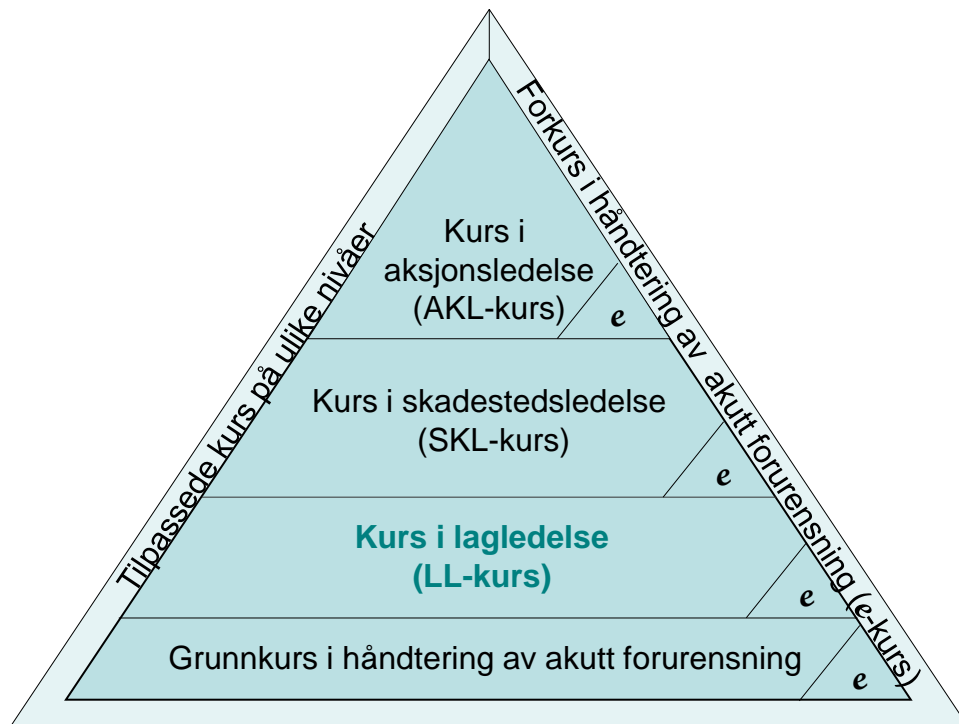 Tilpassede kurs på ulike nivåer
Forkurs i håndtering av akutt forurensning (e-kurs)
Kurs i
aksjonsledelse
(AKL-kurs)
e
Kurs i skadestedsledelse
(SKL-kurs)
e
Kurs i lagledelse
(LL-kurs)
e
Grunnkurs i håndtering av akutt forurensning
e